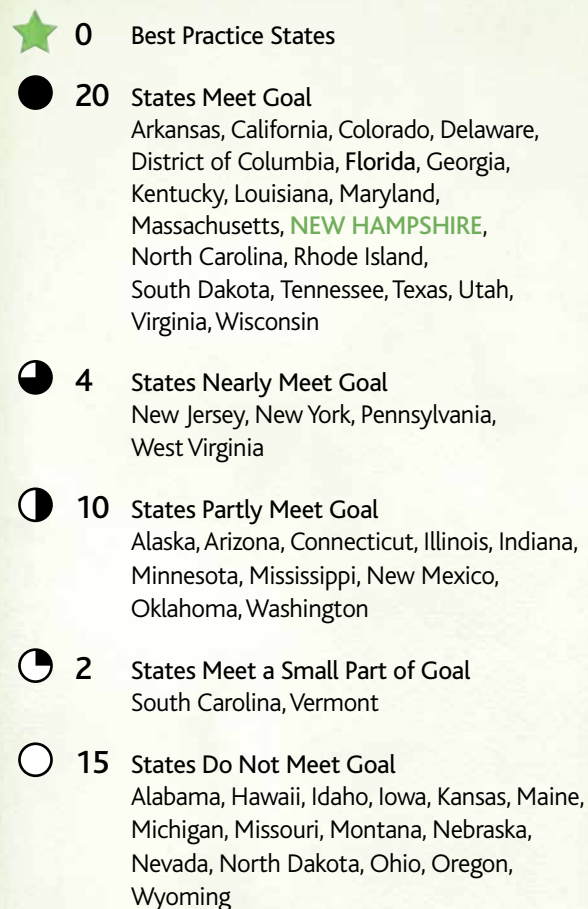 0 Best Practice States
20 States Meet Goal
Arkansas, California, Colorado, Delaware,
District of Columbia, Florida, Georgia,
Kentucky, Louisiana, Maryland,
Massachusetts, NEW HAMPSHIRE,
North Carolina, Rhode Island,
South Dakota, Tennessee, Texas, Utah,
Virginia, Wisconsin
4 States Nearly Meet Goal
New Jersey, New York, Pennsylvania,
West Virginia
10 States Partly Meet Goal
Alaska, Arizona, Connecticut, Illinois, Indiana,
Minnesota, Mississippi, New Mexico,
Oklahoma, Washington
2 States Meet a Small Part of Goal
South Carolina, Vermont
15 States Do Not Meet Goal
Alabama, Hawaii, Idaho, Iowa, Kansas, Maine,
Michigan, Missouri, Montana, Nebraska,
Nevada, North Dakota, Ohio, Oregon,
Wyoming